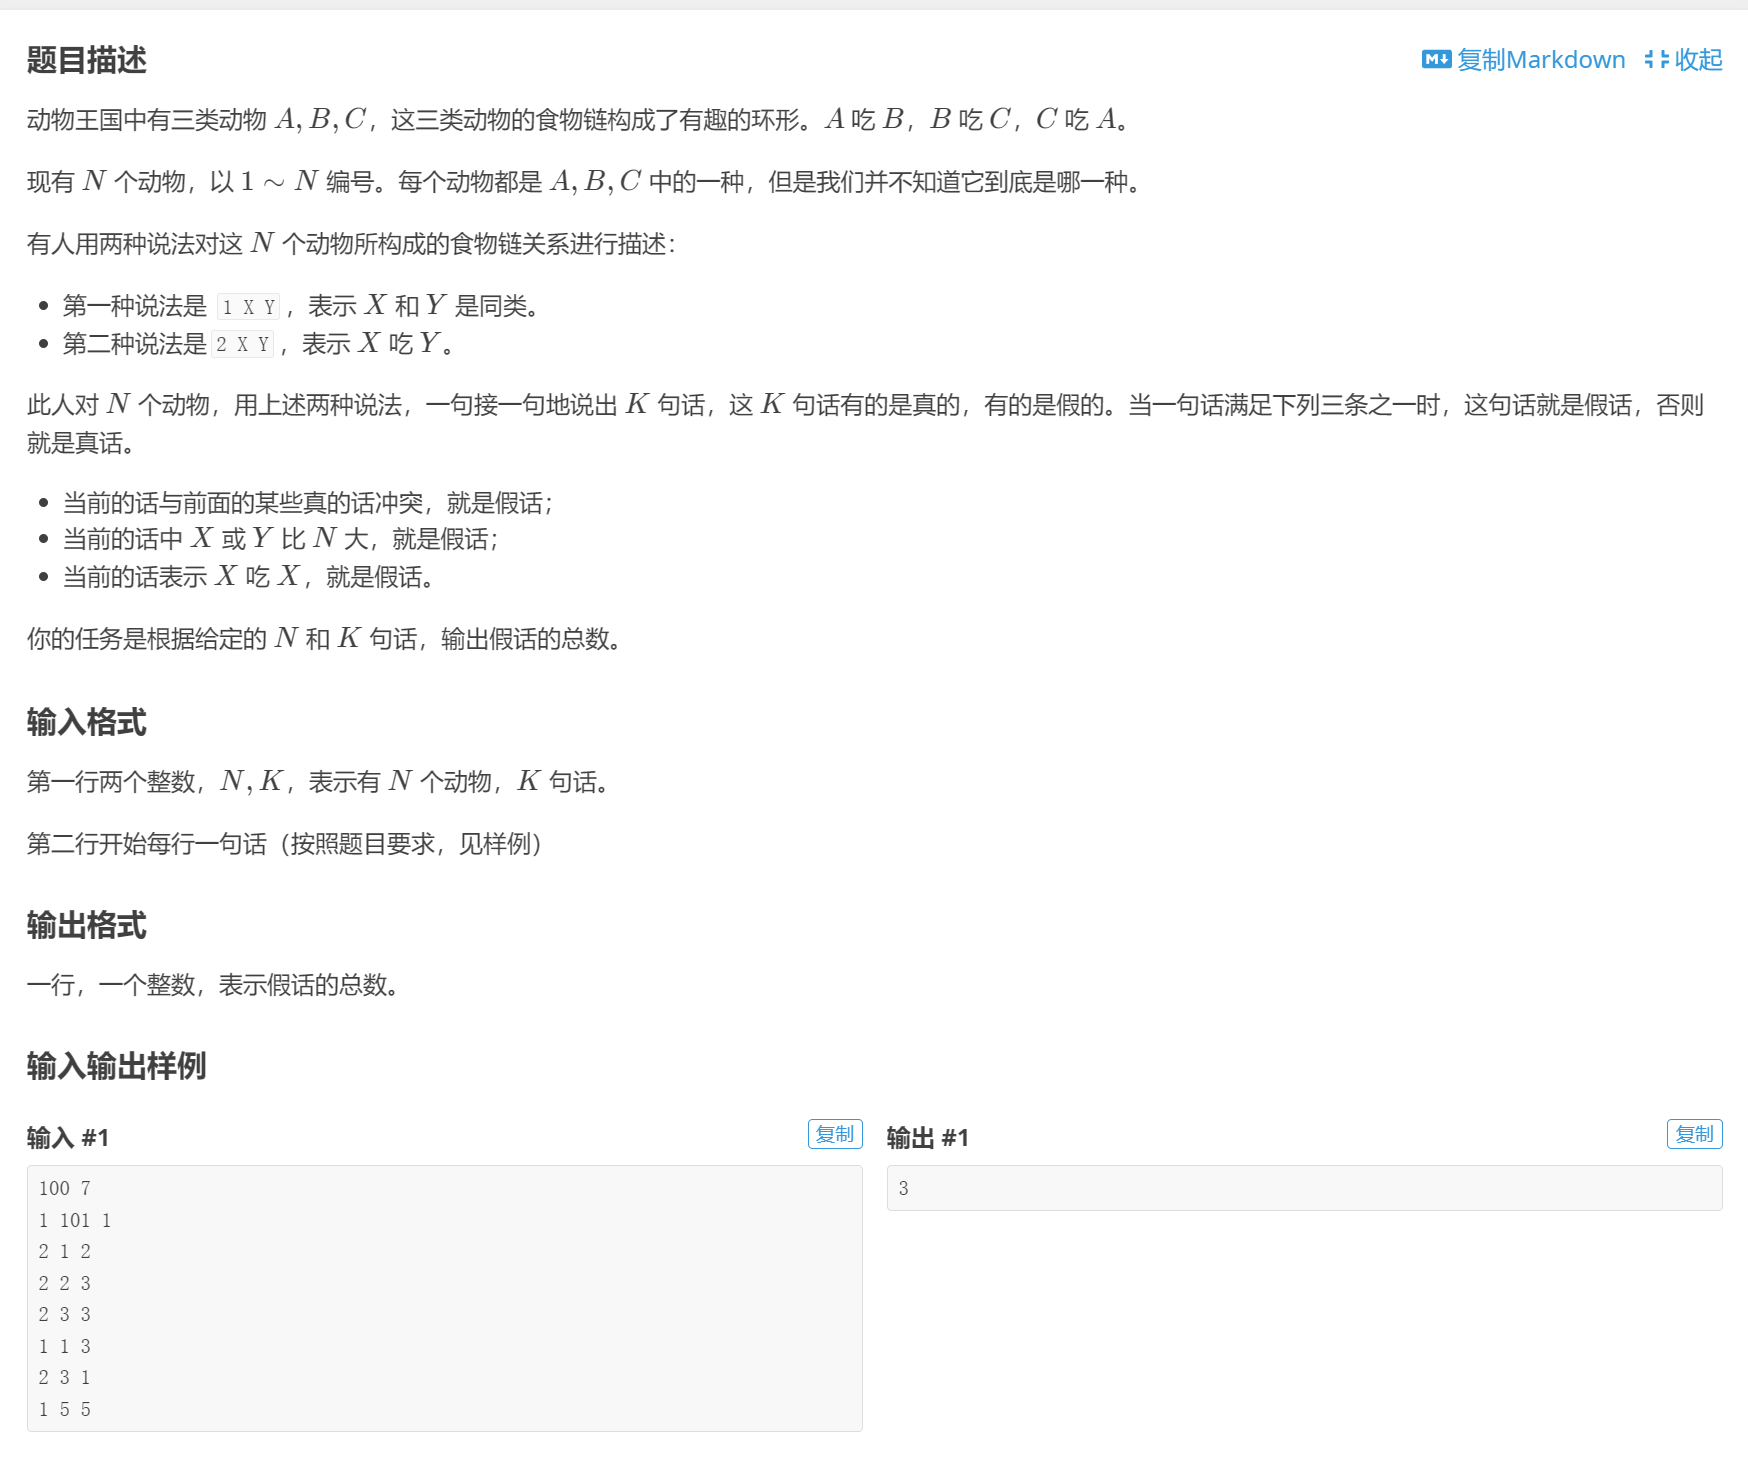 题目描述
复制Markdown 收起
动物王国中有三类动物 A, B, C，这三类动物的食物链构成了有趣的环形。A 吃 B，B 吃 C，C 吃 A。
现有 N 个动物，以 1 ∼ N 编号。每个动物都是 A, B, C 中的一种，但是我们并不知道它到底是哪一种。
有人用两种说法对这 N 个动物所构成的食物链关系进行描述：
• 第一种说法是 1 X Y，表示 X 和 Y 是同类。
• 第二种说法是 2 X Y，表示 X 吃 Y。
此人对 N 个动物，用上述两种说法，一句接一句地说出 K 句话，这 K 句话有的是真的，有的是假的。当一句话满足下列三条之一时，这句话就是假话，否则
就是真话。
• 当前的话与前面的某些真的话冲突，就是假话；
• 当前的话中 X 或 Y 比 N 大，就是假话；
• 当前的话表示 X 吃 X，就是假话。
你的任务是根据给定的 N 和 K 句话，输出假话的总数。
输入格式
第一行两个整数，N, K，表示有 N 个动物，K 句话。
第二行开始每行一句话（按照题目要求，见样例）
输出格式
一行，一个整数，表示假话的总数。
输入输出样例
输入 #1
复制
100 7
1 101 1
2 1 2
2 2 3
2 3 3
1 1 3
2 3 1
1 5 5
输出 #1
复制
3